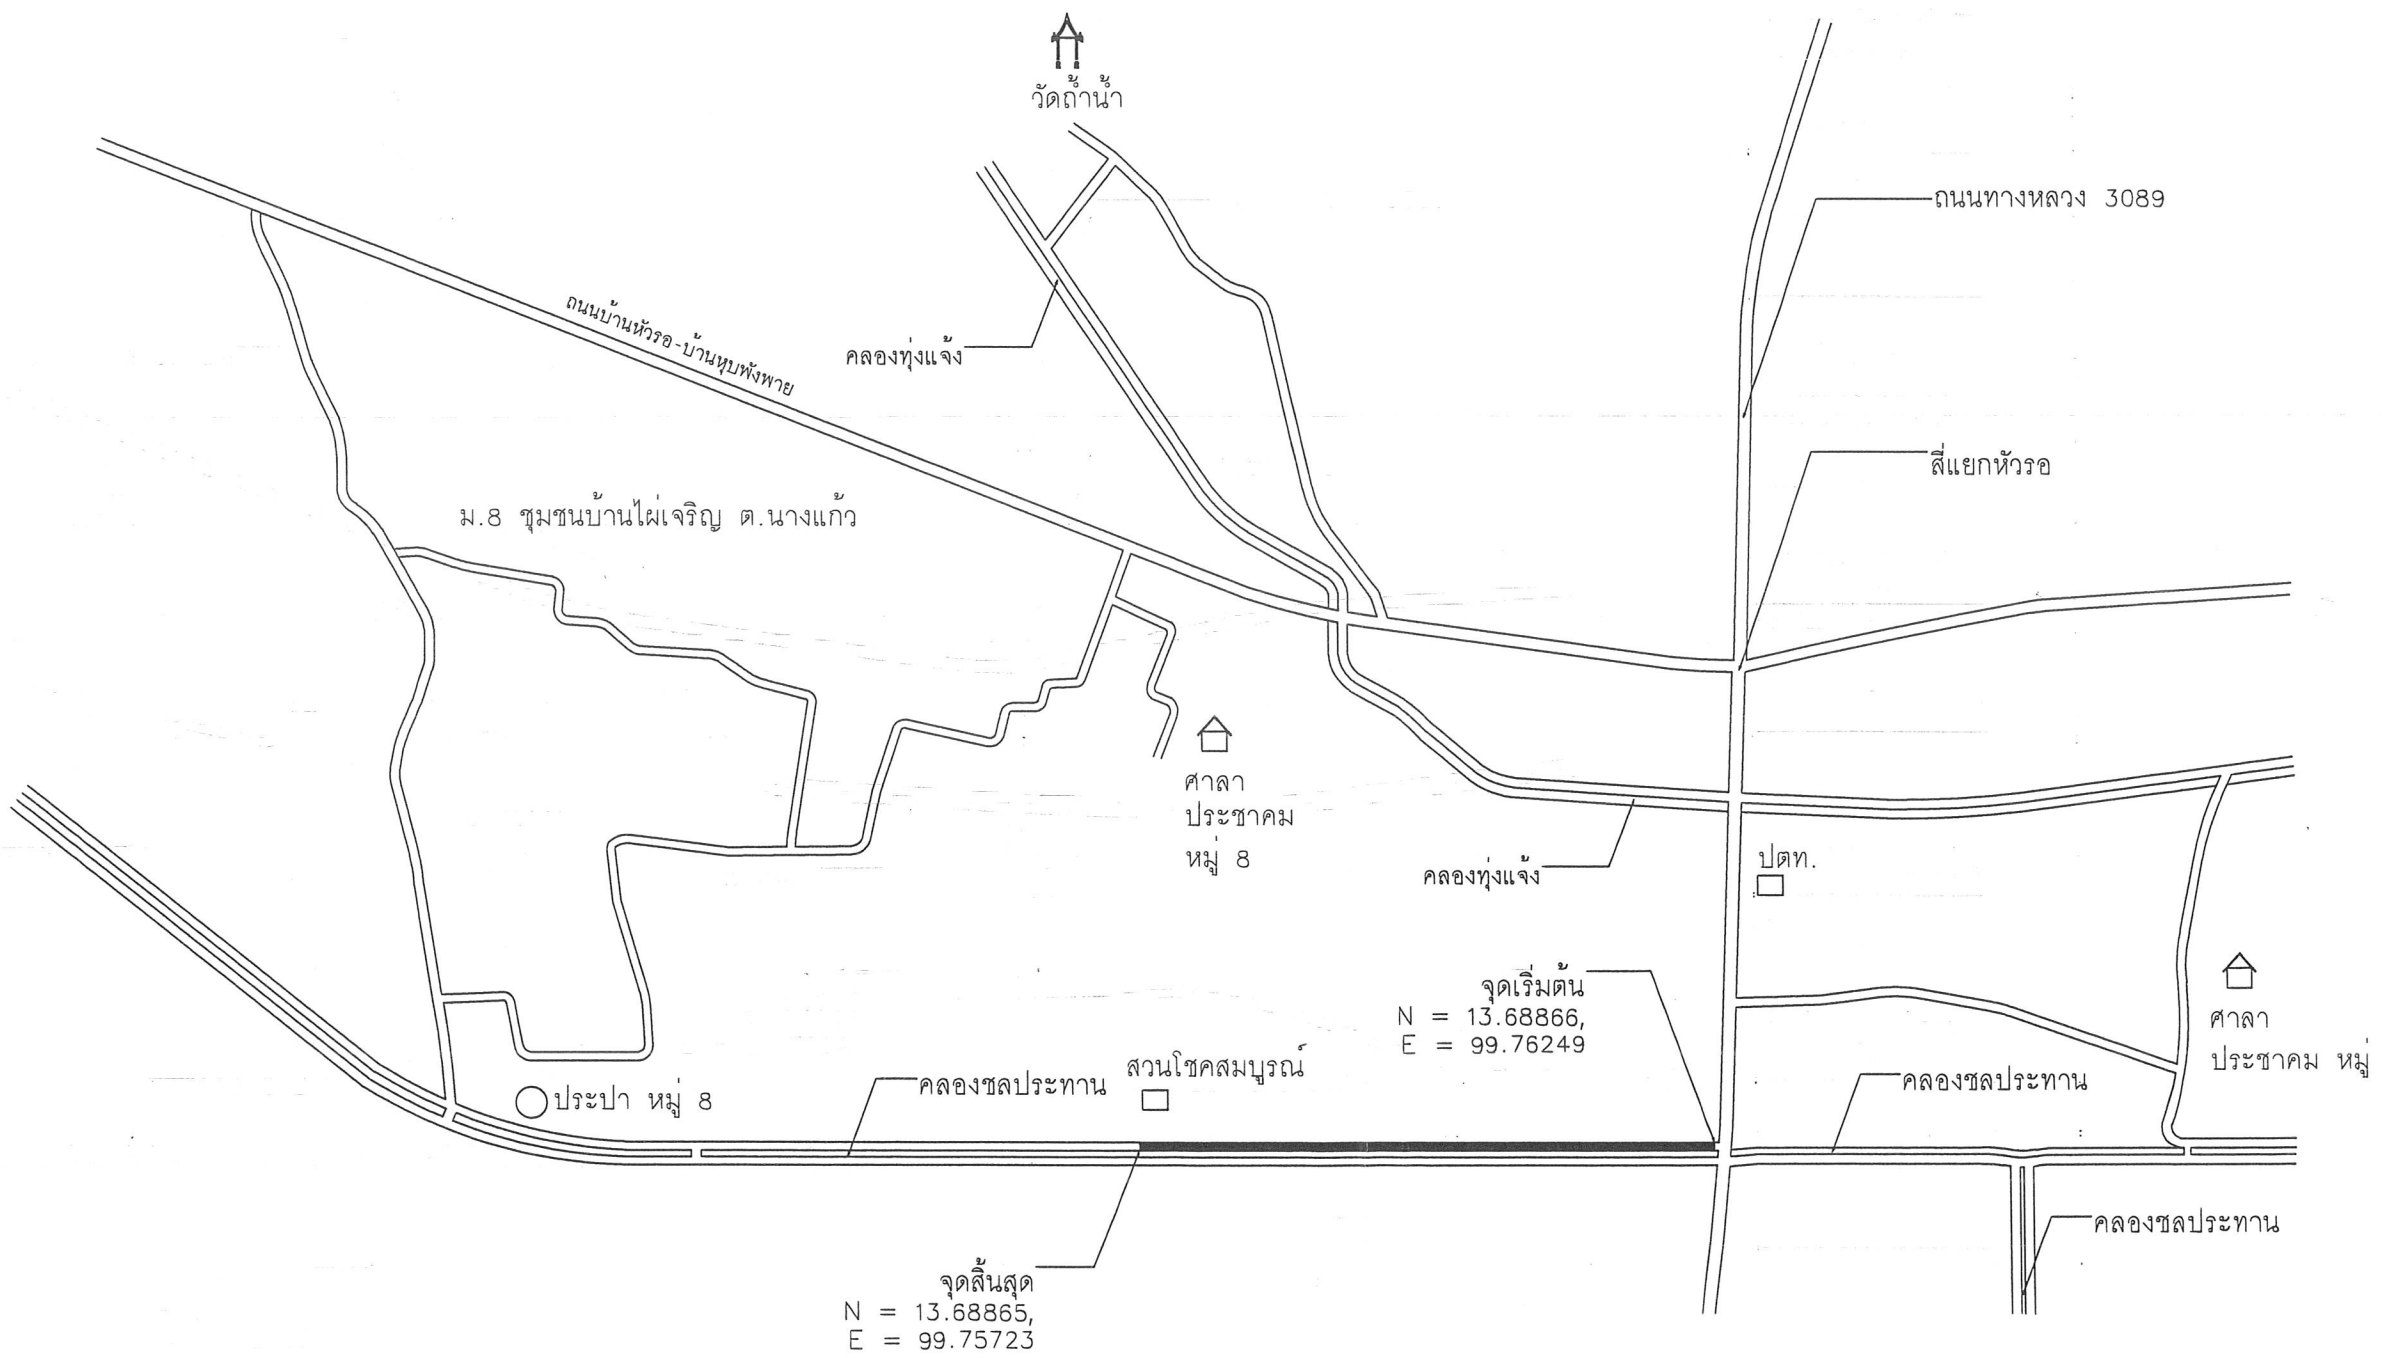 วัดถ้ำน้ำ
ถนนทางหลวง 3089
ถนนบ้านหัวรอ-บ้านหุบพังพาย
คลองทุ่งแจ้ง
สี่แยกหัวรอ
ม.8 ชุมชนบ้านไผ่เจริญ ต.นางแก้ว
ศาลา
ประชาคม
หมู่ 8
คลองทุ่งแจ้ง
ปตท.
จุดเริ่มต้น
N = 13.68866,
E = 99.76249
ศาลา
ประชาคม หมู่
สวนโชคสมบูรณ์
คลองชลประทาน
คลองชลประทาน
ประปา หมู่ 8
คลองชลประทาน
จุดสิ้นสุด
N = 13.68865,
E = 99.75723